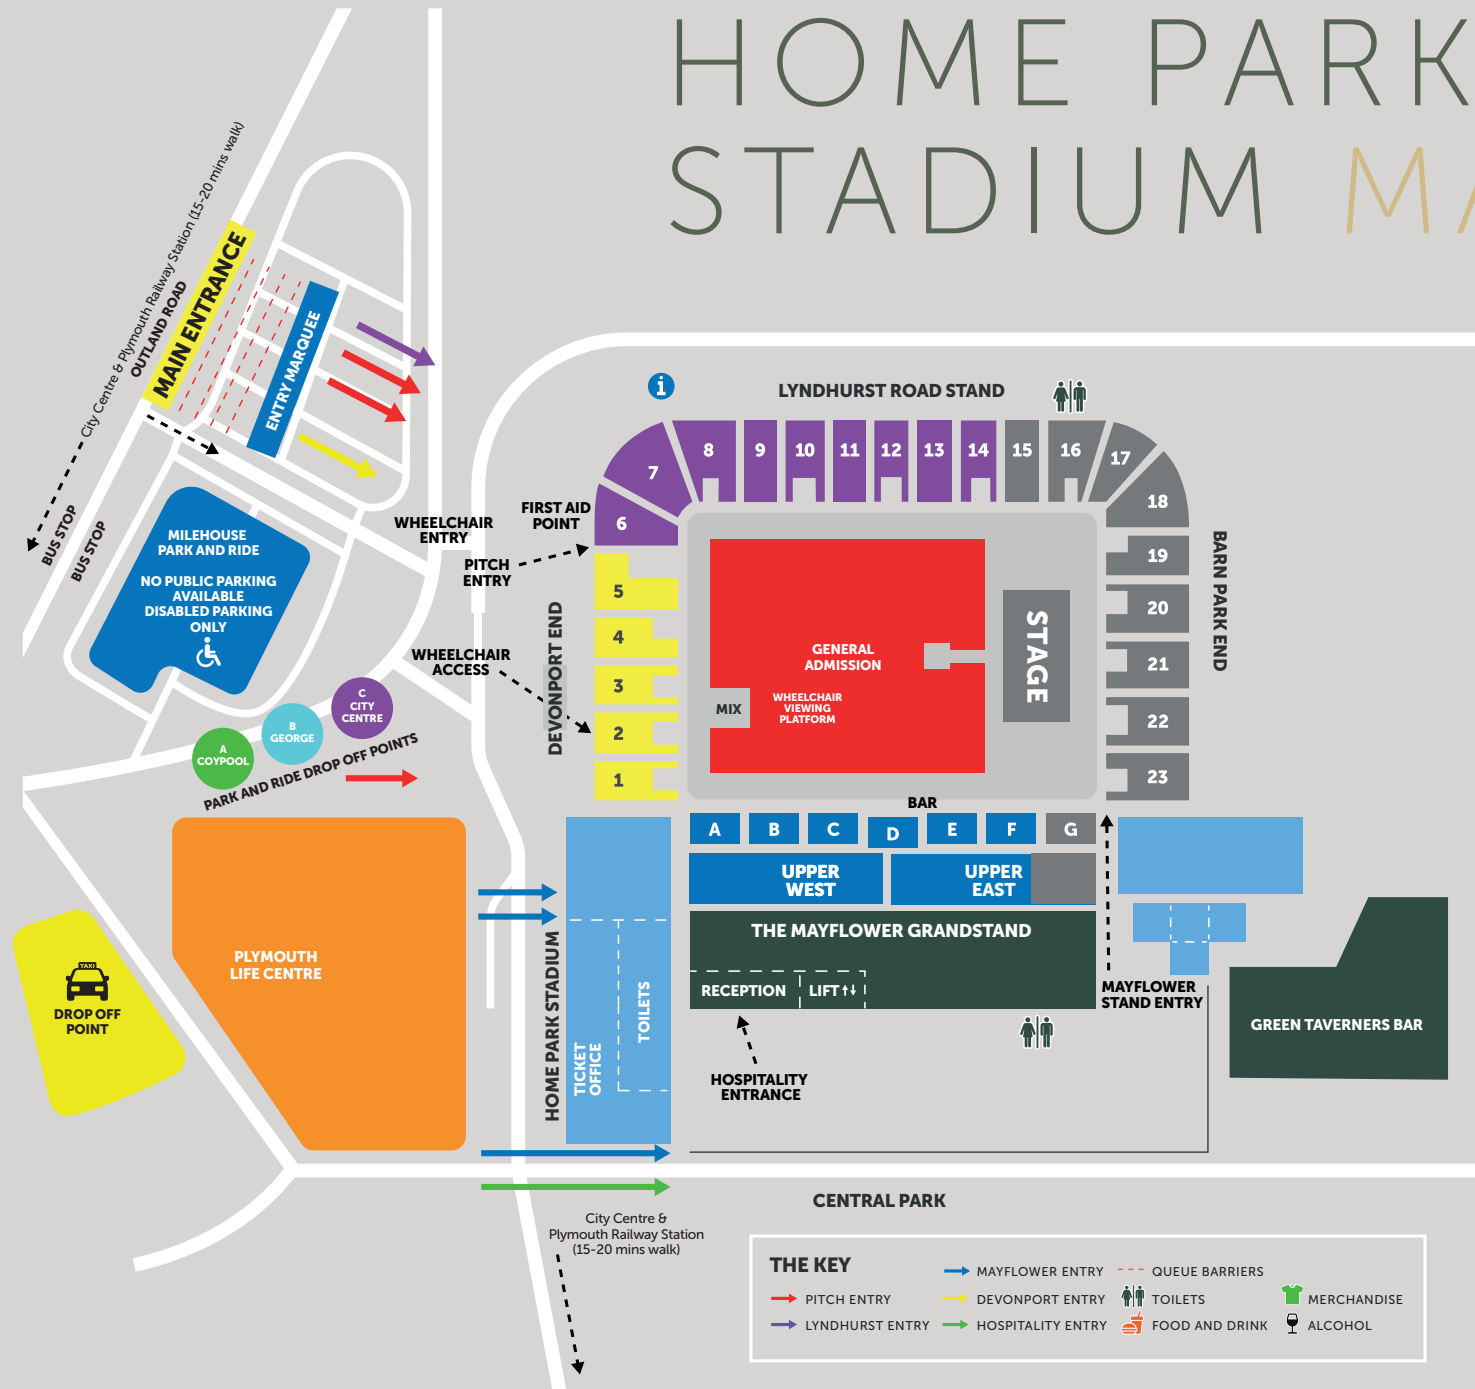 HOME PARK
STADIUM MA
City Centre & Plymouth Railway Station (15-20 mins walk)
OUTLAND ROAD
MAIN ENTRANCE
ENTRY MARQUEE
BUS STOP
BUS STOP
MILEHOUSE
PARK AND RIDE
NO PUBLIC PARKING
AVAILABLE
DISABLED PARKING
ONLY
A
COYPOOL
B
GEORGE
C
CITY
CENTRE
PARK AND RIDE DROP OFF POINTS
i
LYNDHURST ROAD STAND
8
9
10
11
12
13
14
15
16
17
18
7
6
FIRST AID
POINT
WHEELCHAIR
ENTRY
PITCH
ENTRY
WHEELCHAIR
ACCESS
DEVONPORT END
5
4
3
2
1
GENERAL
ADMISSION
MIX
WHEELCHAIR
VIEWING
PLATFORM
STAGE
19
20
21
22
23
BARN PARK END
BAR
A
B
C
D
E
F
G
UPPER
WEST
UPPER
EAST
THE MAYFLOWER GRANDSTAND
RECEPTION
LIFT
HOSPITALITY
ENTRANCE
MAYFLOWER
STAND ENTRY
GREEN TAVERNERS BAR
HOME PARK STADIUM
TICKET
OFFICE
TOILETS
PLYMOUTH
LIFE CENTRE
TAXI
DROP OFF
POINT
CENTRAL PARK
City Centre &
Plymouth Railway Station
(15-20 mins walk)
THE KEY
PITCH ENTRY
LYNDHURST ENTRY
MAYFLOWER ENTRY
DEVONPORT ENTRY
HOSPITALITY ENTRY
QUEUE BARRIERS
TOILETS
FOOD AND DRINK
MERCHANDISE
ALCOHOL